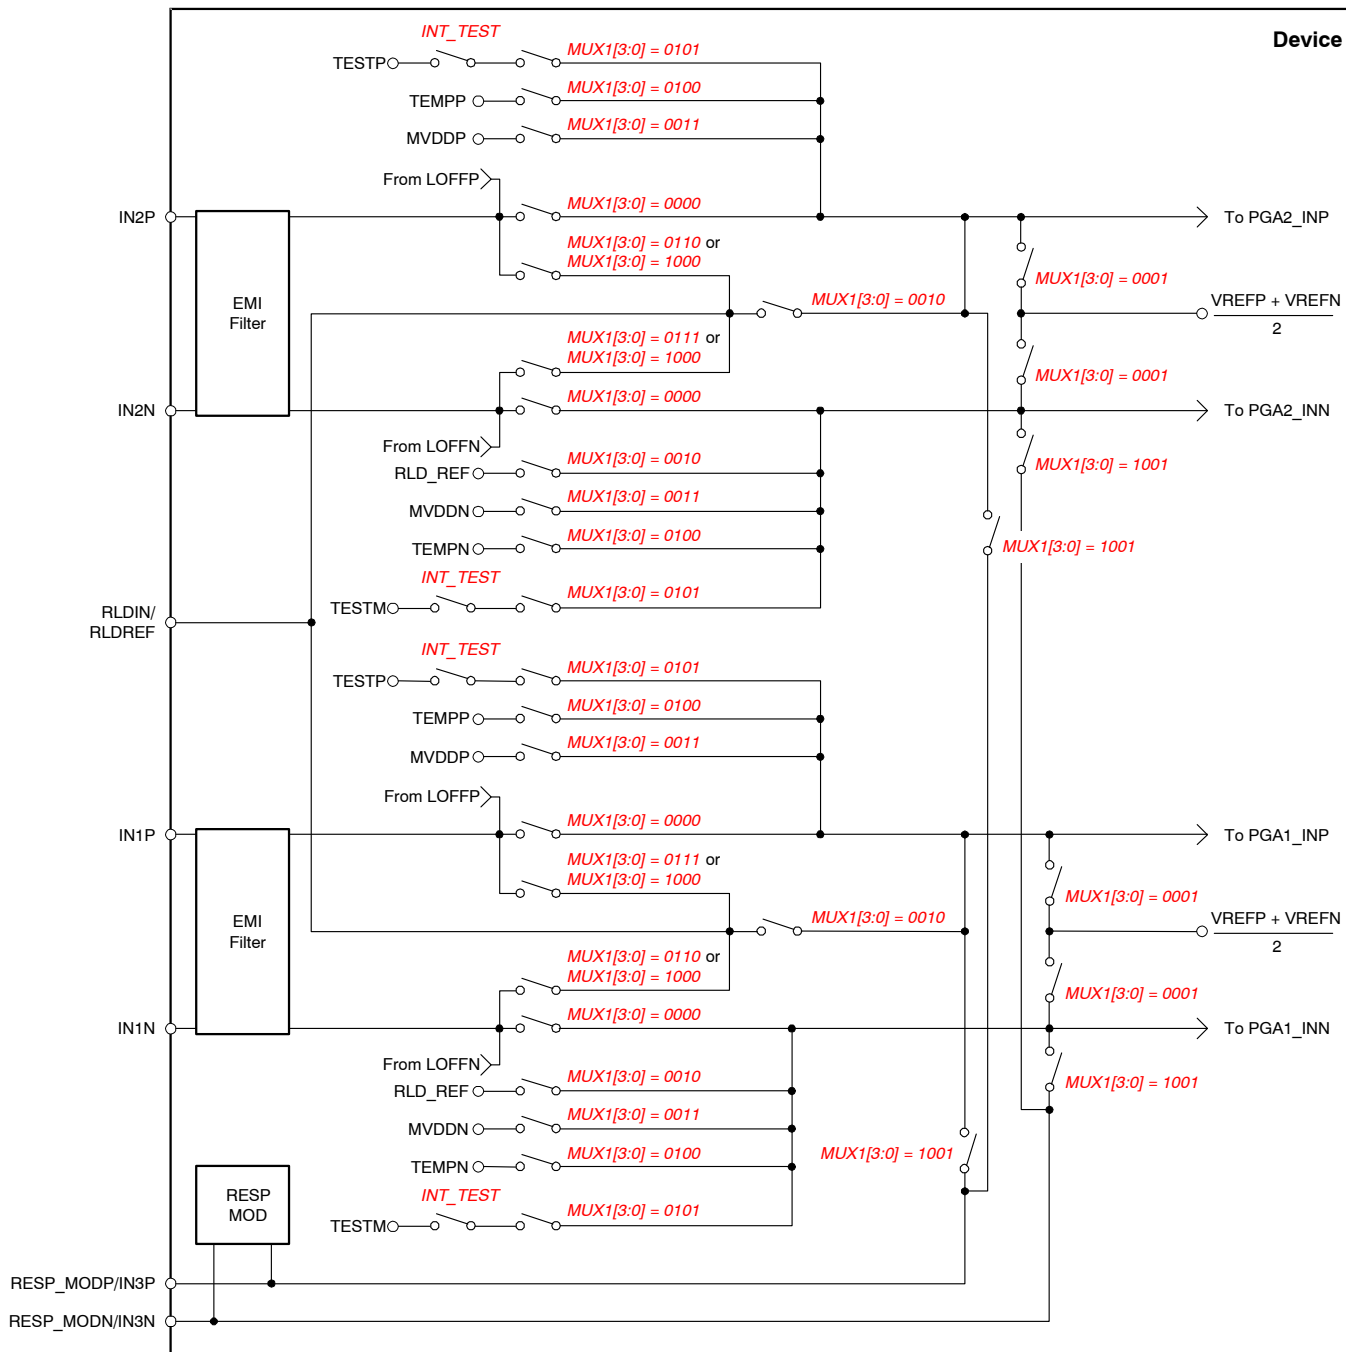 Device
INT_TEST
MUX1[3:0] = 0101
TESTP
MUX1[3:0] = 0100
TEMPP
MUX1[3:0] = 0011
MVDDP
From LOFFP
IN2P
MUX1[3:0] = 0000
To PGA2_INP
MUX1[3:0] = 0110 or
MUX1[3:0] = 1000
MUX1[3:0] = 0001
EMI
Filter
MUX1[3:0] = 0010
VREFP + VREFN
2
MUX1[3:0] = 0111 or
MUX1[3:0] = 1000
MUX1[3:0] = 0001
MUX1[3:0] = 0000
IN2N
To PGA2_INN
From LOFFN
MUX1[3:0] = 0010
RLD_REF
MUX1[3:0] = 1001
MUX1[3:0] = 0011
MVDDN
MUX1[3:0] = 0100
TEMPN
MUX1[3:0] = 1001
INT_TEST
MUX1[3:0] = 0101
TESTM
RLDIN/
RLDREF
INT_TEST
MUX1[3:0] = 0101
TESTP
MUX1[3:0] = 0100
TEMPP
MUX1[3:0] = 0011
MVDDP
From LOFFP
MUX1[3:0] = 0000
IN1P
To PGA1_INP
MUX1[3:0] = 0111 or
MUX1[3:0] = 1000
MUX1[3:0] = 0001
EMI
Filter
MUX1[3:0] = 0010
VREFP + VREFN
2
MUX1[3:0] = 0110 or
MUX1[3:0] = 1000
MUX1[3:0] = 0001
MUX1[3:0] = 0000
IN1N
To PGA1_INN
From LOFFN
MUX1[3:0] = 0010
RLD_REF
MUX1[3:0] = 1001
MUX1[3:0] = 0011
MVDDN
MUX1[3:0] = 0100
TEMPN
MUX1[3:0] = 1001
RESP
MOD
INT_TEST
MUX1[3:0] = 0101
TESTM
RESP_MODP/IN3P
RESP_MODN/IN3N